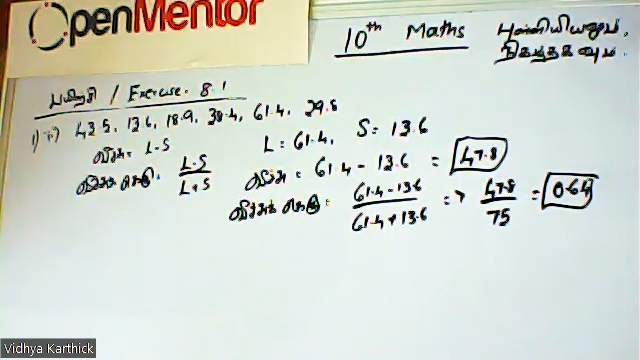 OpenMentor
10th Maths புள்ளியியலும்,
நிகழ்தகவும்.
பயிற்சி / Exercise. 8.1
1) ii) 43.5, 13.6, 18.9, 38.4, 61.4, 29.8
வீச்சு = L-S L = 61.4, S = 13.6
வீச்சுக் கெழு = L-S / L+S வீச்சு = 61.4 - 13.6 = 47.8
வீச்சுக் கெழு = 61.4-13.6 / 61.4+13.6 => 47.8 / 75 = 0.64
Vidhya Karthick